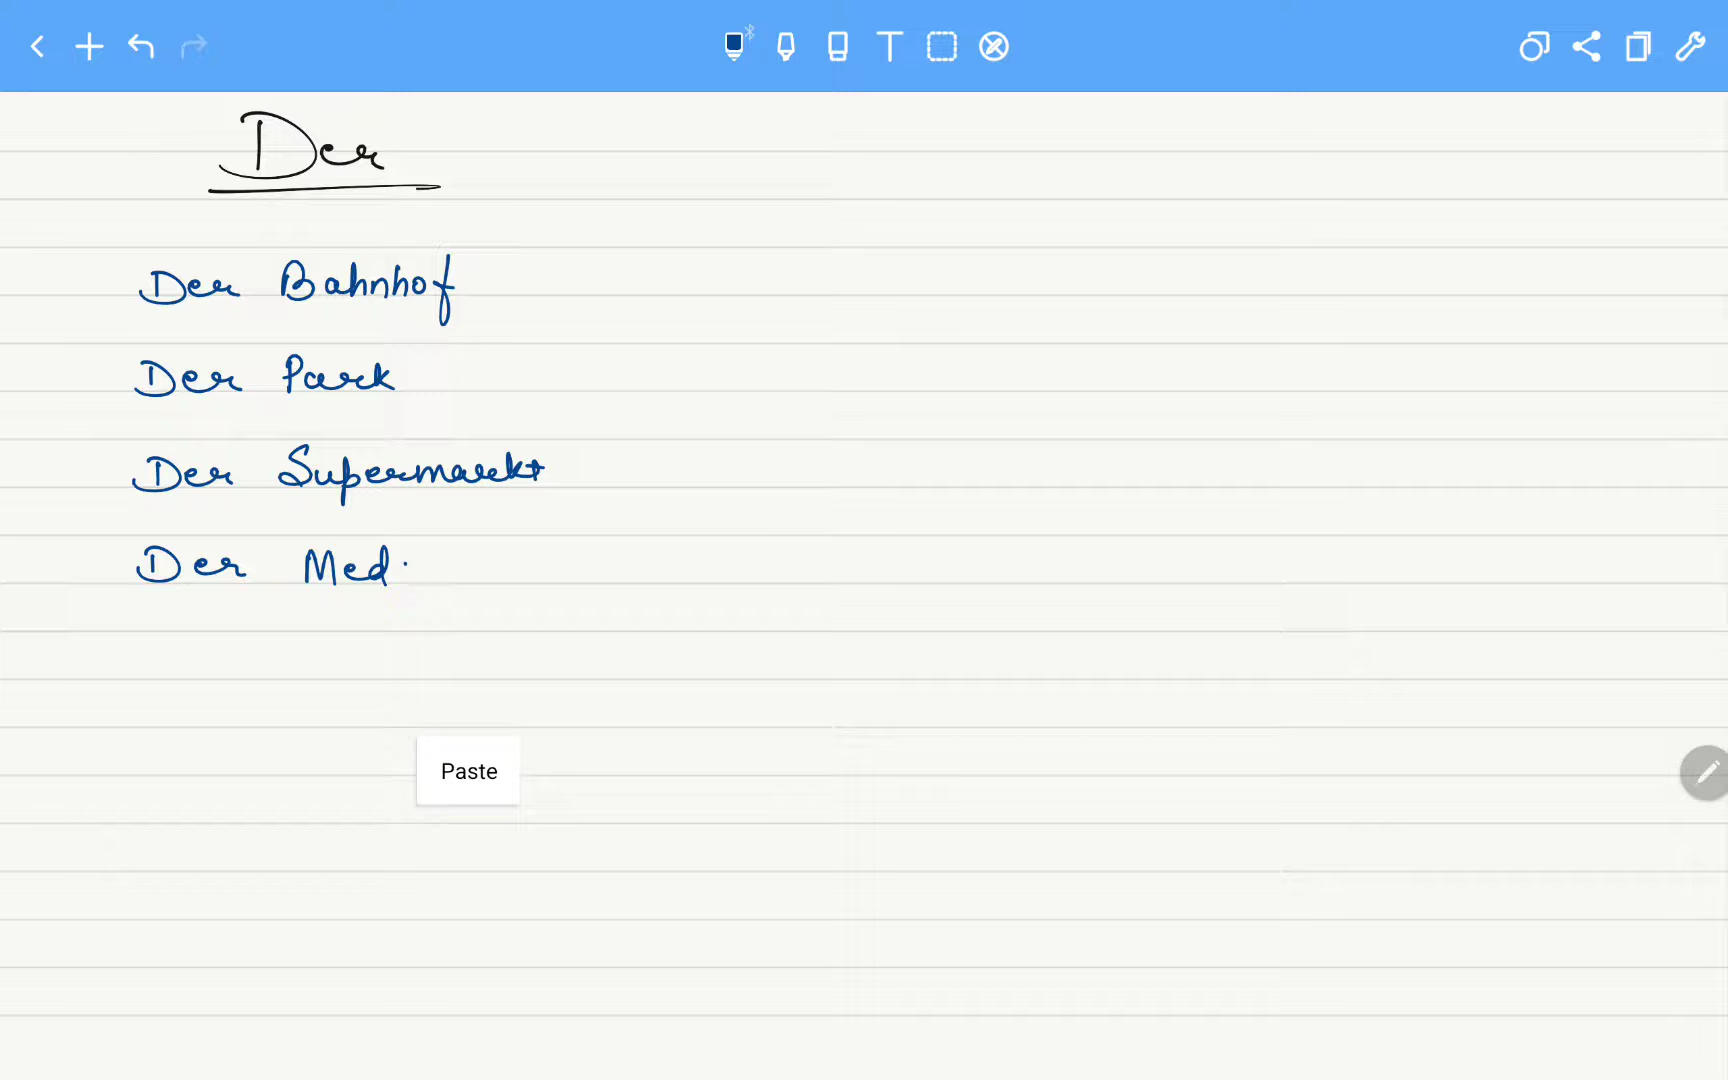 Der
Der Bahnhof
Der Park
Der Supermarkt
Der Med
Paste